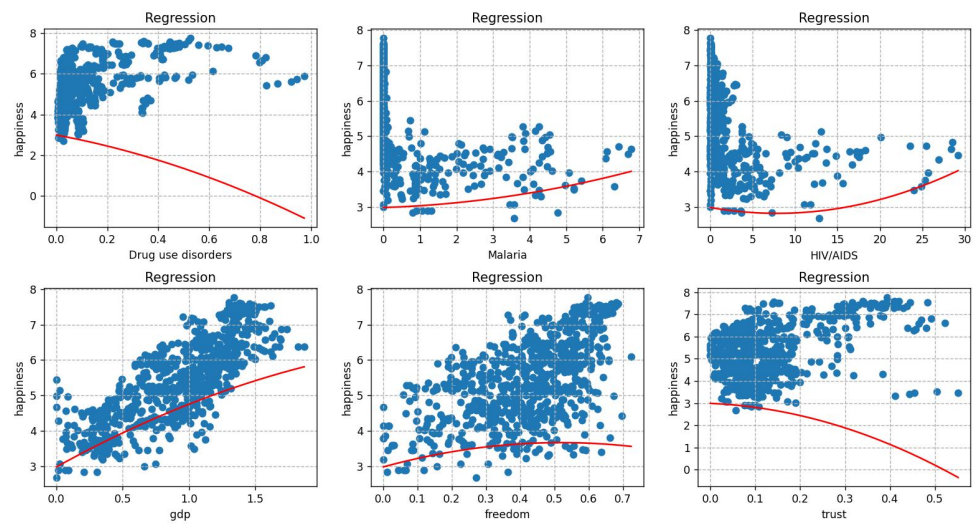 Regression
happiness
8
6
4
2
0
0.0 0.2 0.4 0.6 0.8 1.0
Drug use disorders
Regression
happiness
8
7
6
5
4
3
0 1 2 3 4 5 6 7
Malaria
Regression
happiness
8
7
6
5
4
3
0 5 10 15 20 25 30
HIV/AIDS
Regression
happiness
8
7
6
5
4
3
0.0 0.5 1.0 1.5
gdp
Regression
happiness
8
7
6
5
4
3
0.0 0.1 0.2 0.3 0.4 0.5 0.6 0.7
freedom
Regression
happiness
8
7
6
5
4
3
2
1
0
0.0 0.1 0.2 0.3 0.4 0.5
trust